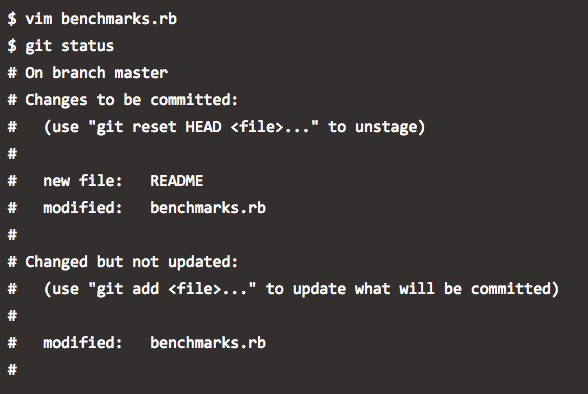 $ vim benchmarks.rb
$ git status
# On branch master
# Changes to be committed:
#   (use "git reset HEAD <file>..." to unstage)
#
#   new file:   README
#   modified:   benchmarks.rb
#
# Changed but not updated:
#   (use "git add <file>..." to update what will be committed)
#
#   modified:   benchmarks.rb
#